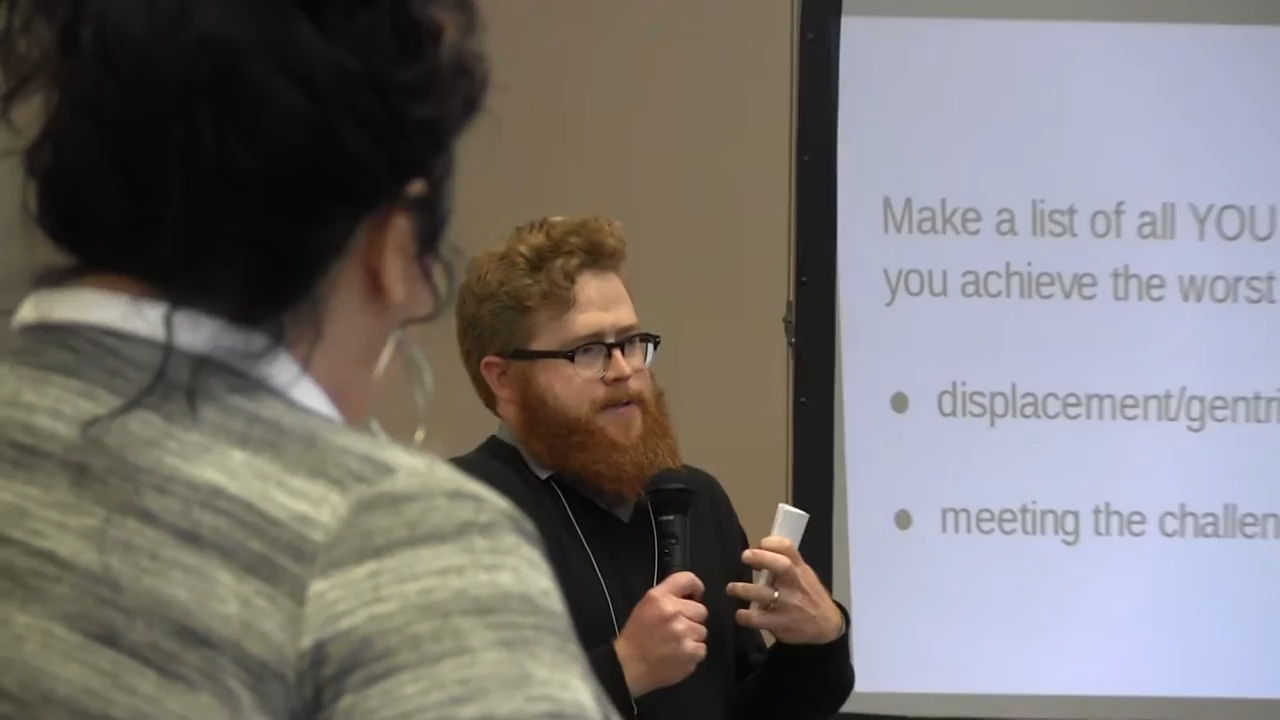 Make a list of all YOU
you achieve the worst
• displacement/gentri
• meeting the challen